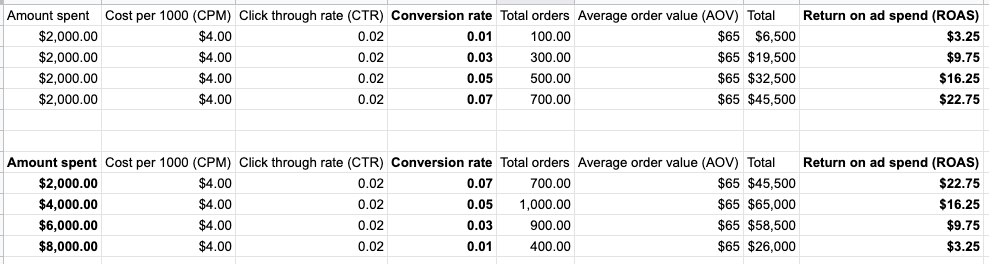 Amount spent Cost per 1000 (CPM) Click through rate (CTR) Conversion rate Total orders Average order value (AOV) Total Return on ad spend (ROAS)
$2,000.00 $4.00 0.02 0.01 100.00 $65 $6,500 $3.25
$2,000.00 $4.00 0.02 0.03 300.00 $65 $19,500 $9.75
$2,000.00 $4.00 0.02 0.05 500.00 $65 $32,500 $16.25
$2,000.00 $4.00 0.02 0.07 700.00 $65 $45,500 $22.75
Amount spent Cost per 1000 (CPM) Click through rate (CTR) Conversion rate Total orders Average order value (AOV) Total Return on ad spend (ROAS)
$2,000.00 $4.00 0.02 0.07 700.00 $65 $45,500 $22.75
$4,000.00 $4.00 0.02 0.05 1,000.00 $65 $65,000 $16.25
$6,000.00 $4.00 0.02 0.03 900.00 $65 $58,500 $9.75
$8,000.00 $4.00 0.02 0.01 400.00 $65 $26,000 $3.25